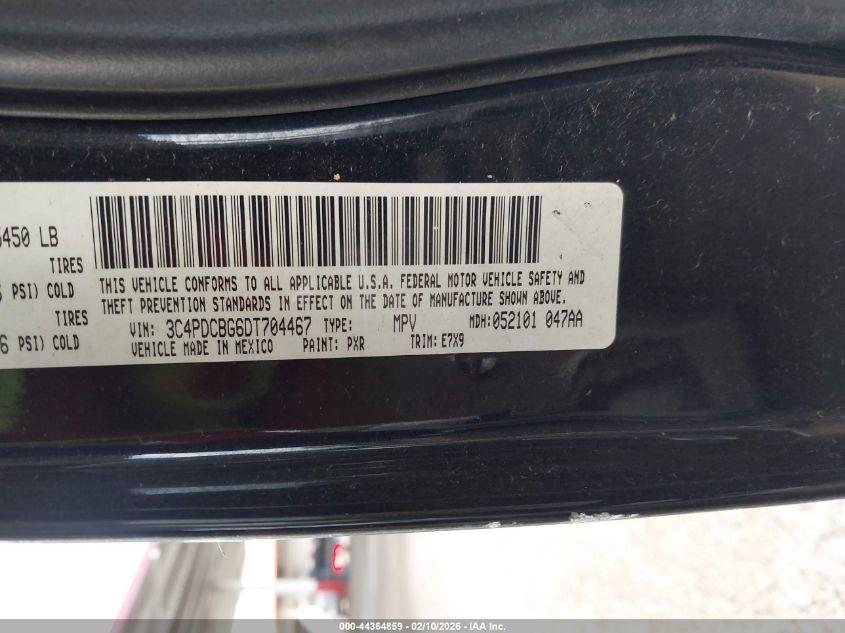 450 LB
TIRES
PSI) COLD
TIRES
6 PSI) COLD
THIS VEHICLE CONFORMS TO ALL APPLICABLE U.S.A. FEDERAL MOTOR VEHICLE SAFETY AND
THEFT PREVENTION STANDARDS IN EFFECT ON THE DATE OF MANUFACTURE SHOWN ABOVE.
VIN: 3C4PDCBG6DT704467 TYPE: MPV MDH: 052101 047AA
VEHICLE MADE IN MEXICO PAINT: PXR TRIM: E7X9
000-44364859 — 02/10/2026 — IAA Inc.